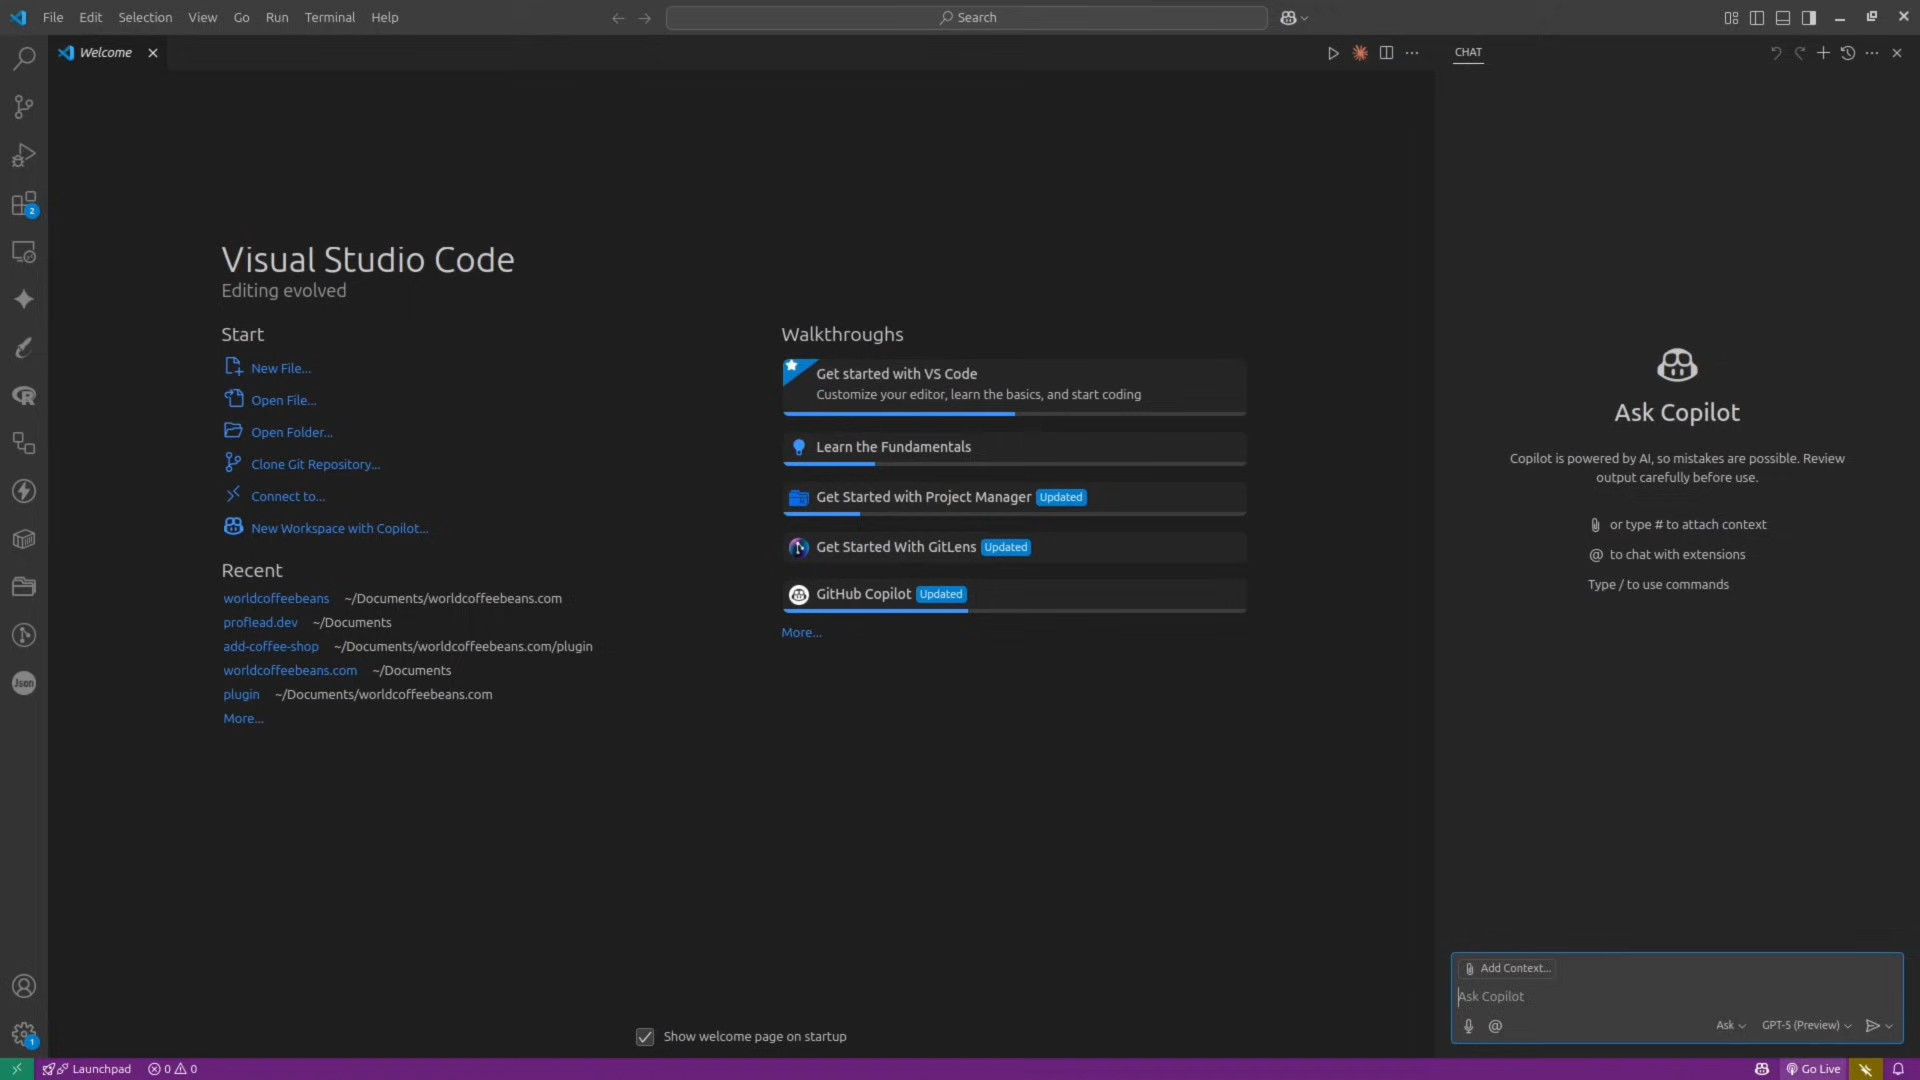 File Edit Selection View Go Run Terminal Help
Search
Welcome
CHAT
2
Visual Studio Code
Editing evolved
Start
New File...
Open File...
Open Folder...
Clone Git Repository...
Connect to...
New Workspace with Copilot...
Recent
worldcoffeebeans ~/Documents/worldcoffeebeans.com
proflead.dev ~/Documents
add-coffee-shop ~/Documents/worldcoffeebeans.com/plugin
worldcoffeebeans.com ~/Documents
plugin ~/Documents/worldcoffeebeans.com
More...
Walkthroughs
Get started with VS Code
Customize your editor, learn the basics, and start coding
Learn the Fundamentals
Get Started with Project Manager Updated
Get Started With GitLens Updated
GitHub Copilot Updated
More...
Ask Copilot
Copilot is powered by AI, so mistakes are possible. Review
output carefully before use.
or type # to attach context
@ to chat with extensions
Type / to use commands
R
Json
1
Show welcome page on startup
Add Context...
Ask Copilot
@ Ask GPT-5 (Preview)
Launchpad 0 0
Go Live